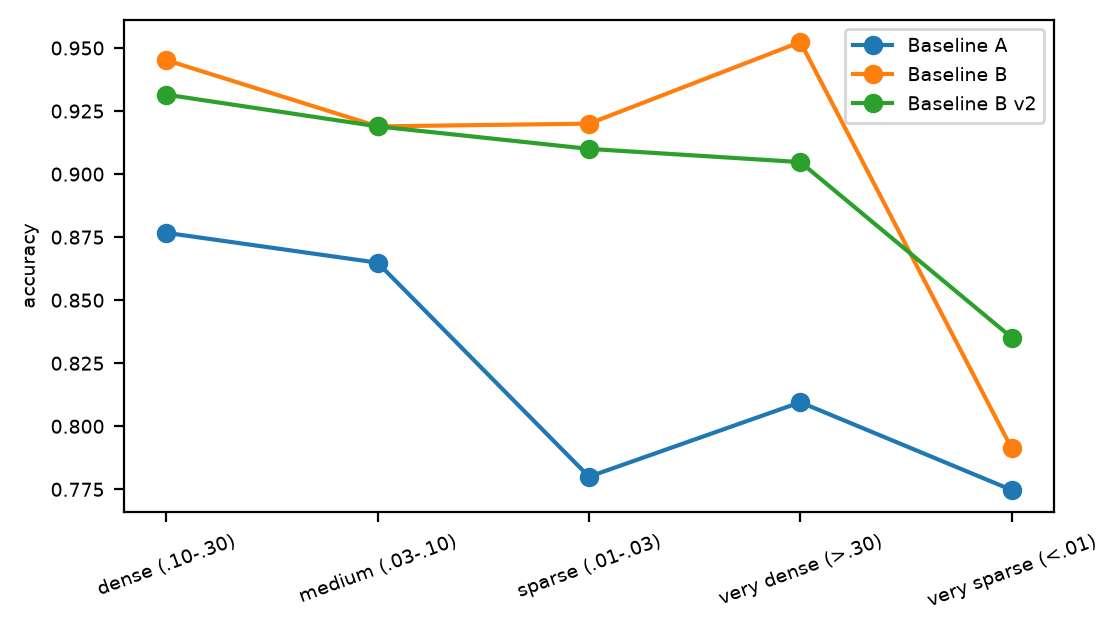 0.950
0.925
0.900
0.875
0.850
0.825
0.800
0.775
accuracy
Baseline A
Baseline B
Baseline B v2
dense (.10-.30)
medium (.03-.10)
sparse (.01-.03)
very dense (>.30)
very sparse (<.01)